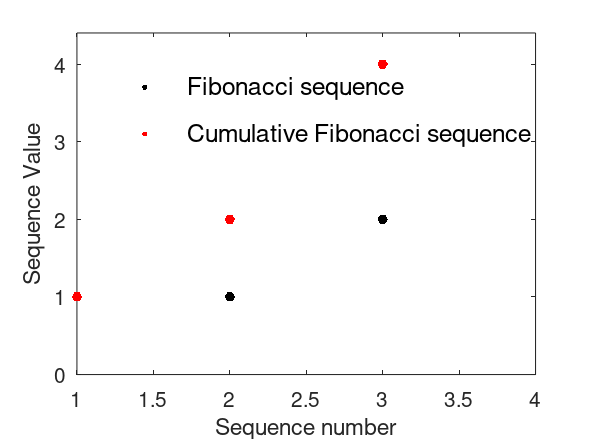 4
Fibonacci sequence
3
Cumulative Fibonacci sequence
Sequence Value
2
1
0
1 1.5 2 2.5 3 3.5 4
Sequence number